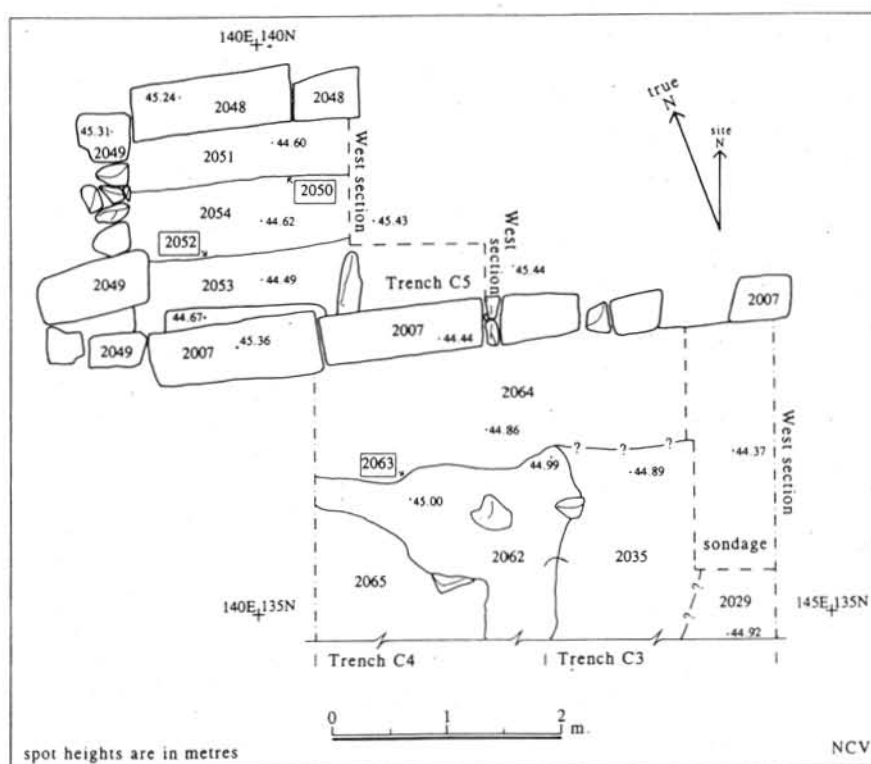 140E 140N
45.24
2048
2048
true
N
site
N
45.31
2049
2051
44.60
West section
2050
2054
44.62
45.43
2052
West section
45.44
2049
2053
44.49
Trench C5
2007
44.67
2049
2007
45.36
2007
44.44
2064
44.86
2063
44.99
? ? ?
44.89
44.37
West section
45.00
sondage
2065
2062
2035
?
2029
140E 135N
145E 135N
?
44.92
Trench C4
Trench C3
0 1 2
m.
spot heights are in metres
NCV